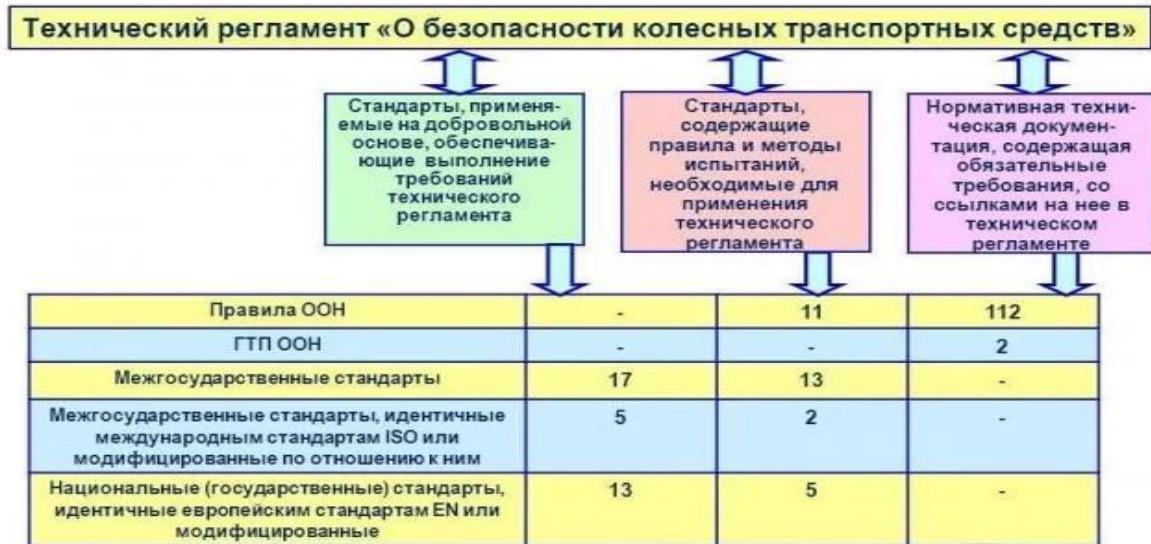 Технический регламент «О безопасности колесных транспортных средств»
Стандарты, применя-
емые на добровольной
основе, обеспечива-
ющие выполнение
требований
технического
регламента
Стандарты,
содержащие
правила и методы
испытаний,
необходимые для
применения
технического
регламента
Нормативная техни-
ческая докумен-
тация, содержащая
обязательные
требования, со
ссылками на нее в
техническом
регламенте
Правила ООН - 11 112
ГТП ООН - - 2
Межгосударственные стандарты 17 13 -
Межгосударственные стандарты, идентичные 5 2 -
международным стандартам ISO или
модифицированные по отношению к ним
Национальные (государственные) стандарты, 13 5 -
идентичные европейским стандартам EN или
модифицированные